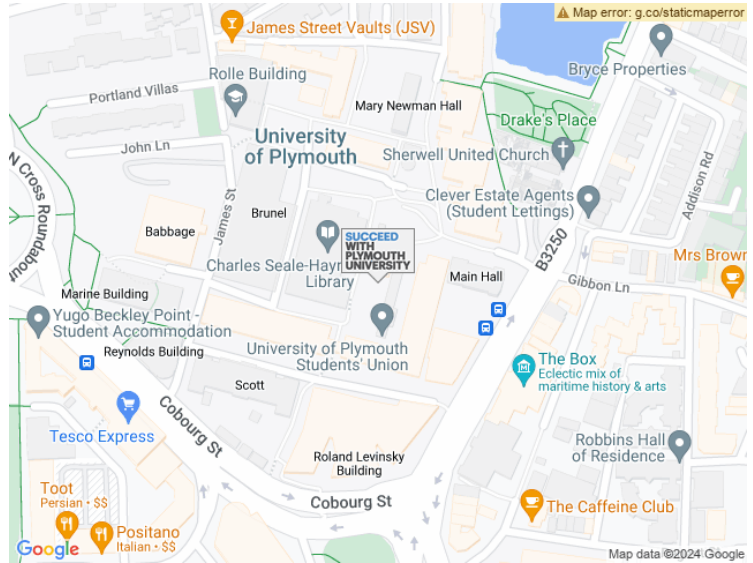 Map error: g.co/staticmaperror
James Street Vaults (JSV)
Bryce Properties
Rolle Building
Portland Villas
Mary Newman Hall
Drake's Place
University
of Plymouth
John Ln
Sherwell United Church
N Cross Roundabout
James St
Addison Rd
Clever Estate Agents
(Student Lettings)
Brunel
Babbage
SUCCEED
WITH
PLYMOUTH
UNIVERSITY
B3250
Mrs Brown
Charles Seale-Hay
Library
Main Hall
Gibbon Ln
Marine Building
Yugo Beckley Point -
Student Accommodation
Reynolds Building
University of Plymouth
Students' Union
The Box
Eclectic mix of
maritime history & arts
Scott
Tesco Express
Cobourg St
Robbins Hall
of Residence
Roland Levinsky
Building
Toot
Persian • $$
Cobourg St
The Caffeine Club
Positano
Italian • $$
Google
Map data ©2024 Google